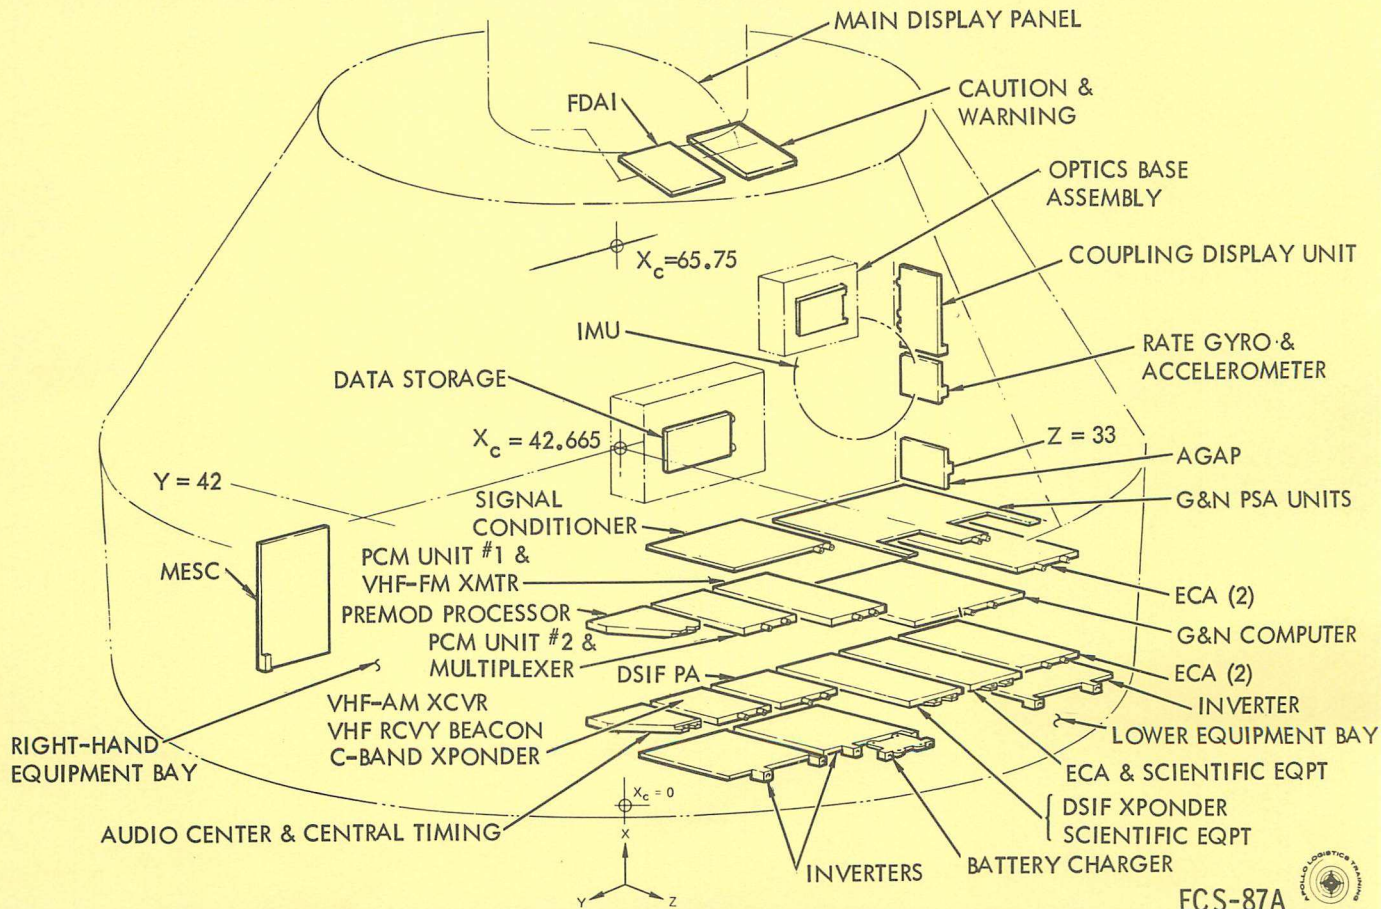 MAIN DISPLAY PANEL
FDAI
CAUTION &
WARNING
OPTICS BASE
ASSEMBLY
Xc=65.75
COUPLING DISPLAY UNIT
IMU
RATE GYRO &
ACCELEROMETER
DATA STORAGE
Xc = 42.665
Z = 33
AGAP
Y = 42
SIGNAL
CONDITIONER
G&N PSA UNITS
MESC
PCM UNIT #1 &
VHF-FM XMTR
ECA (2)
PREMOD PROCESSOR
G&N COMPUTER
PCM UNIT #2 &
MULTIPLEXER
DSIF PA
ECA (2)
VHF-AM XCVR
VHF RCVY BEACON
C-BAND XPONDER
INVERTER
LOWER EQUIPMENT BAY
RIGHT-HAND
EQUIPMENT BAY
ECA & SCIENTIFIC EQPT
Xc = 0
DSIF XPONDER
SCIENTIFIC EQPT
AUDIO CENTER & CENTRAL TIMING
X
INVERTERS
BATTERY CHARGER
Y
Z
APOLLO LOGISTICS TRAINING
FCS-87A